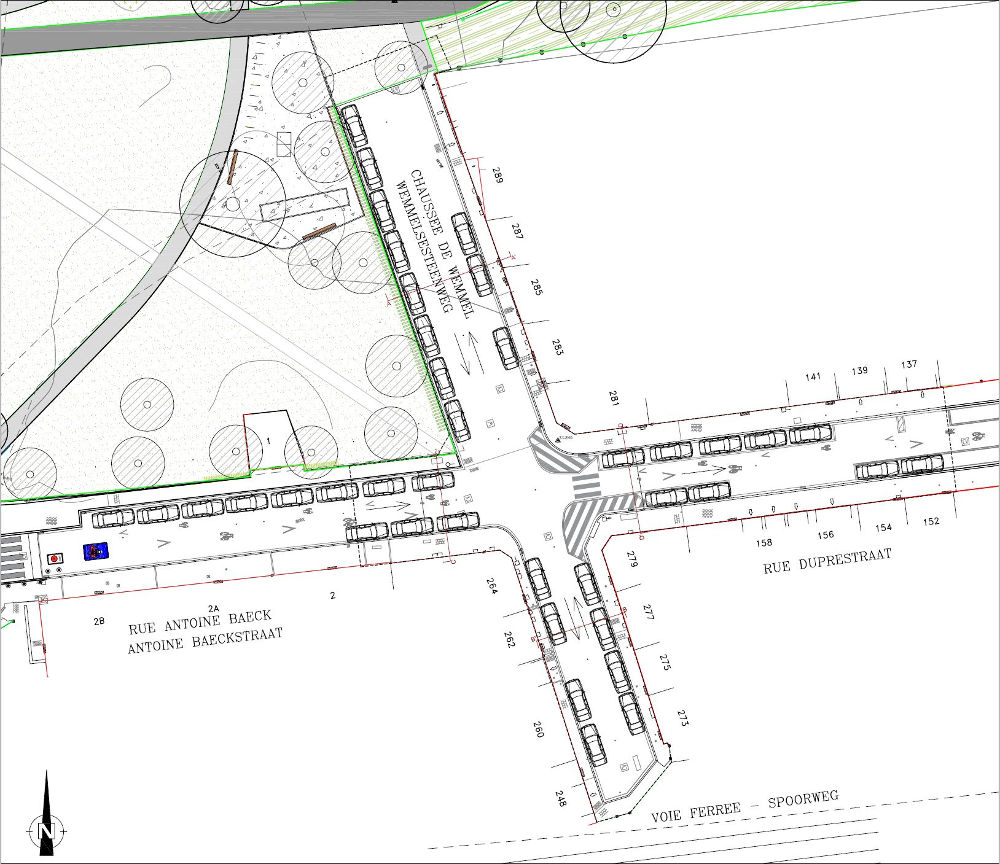 289
CHAUSSEE DE WEMMEL
WEMMELSESTEENWEG
287
A'
285
A
283
141
139
137
281
D
1
C'
158
156
154
152
D'
RUE DUPRESTRAAT
279
264
C
2
2A
2B
RUE ANTOINE BAECK
ANTOINE BAECKSTRAAT
277
B
262
B'
275
273
260
248
VOIE FERREE - SPOORWEG
N